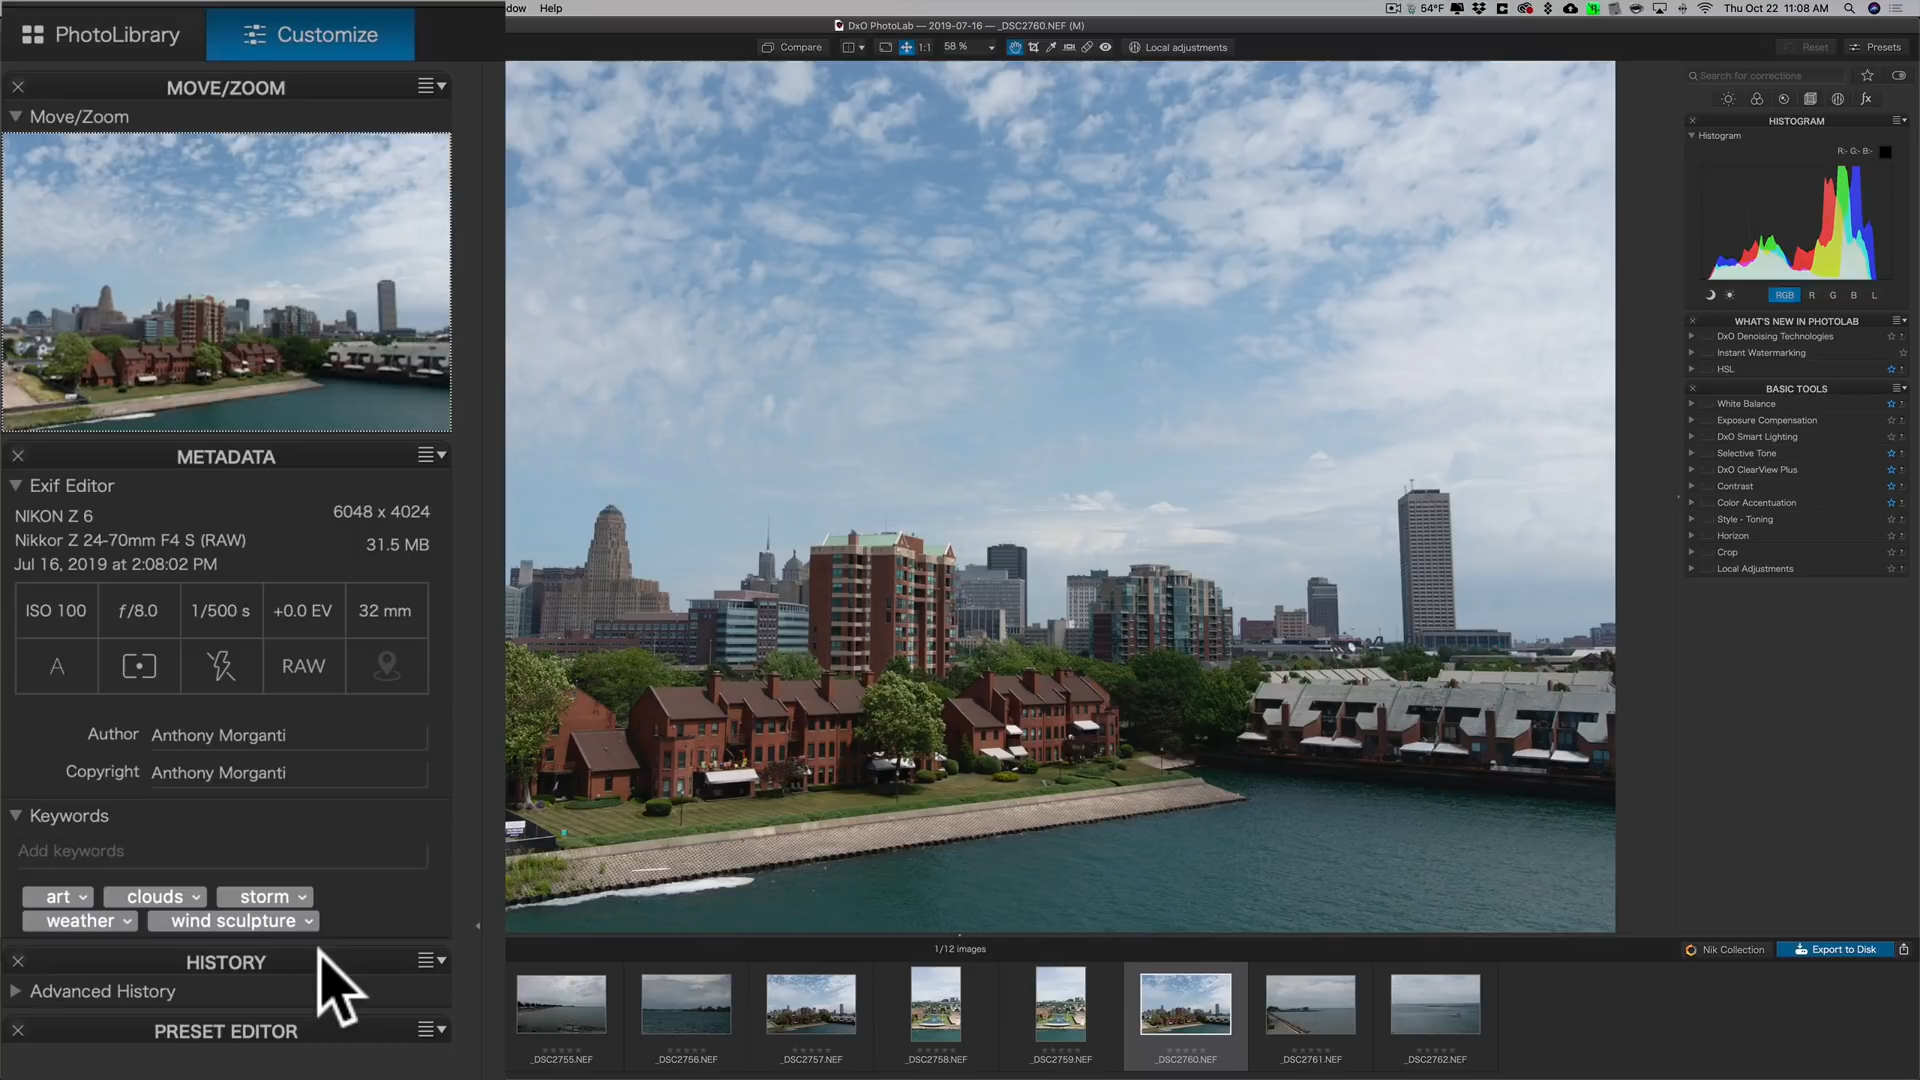 dow Help
54°F
Thu Oct 22 11:08 AM
DxO PhotoLab — 2019-07-16 — _DSC2760.NEF (M)
PhotoLibrary
Customize
Compare
1:1
58 %
Local adjustments
Reset
Presets
MOVE/ZOOM
Move/Zoom
METADATA
Exif Editor
NIKON Z 6
6048 x 4024
Nikkor Z 24-70mm F4 S (RAW)
31.5 MB
Jul 16, 2019 at 2:08:02 PM
ISO 100
ƒ/8.0
1/500 s
+0.0 EV
32 mm
A
RAW
Author Anthony Morganti
Copyright Anthony Morganti
Keywords
Add keywords
art
clouds
storm
weather
wind sculpture
HISTORY
Advanced History
PRESET EDITOR
Search for corrections
fx
HISTOGRAM
Histogram
R:- G:- B:-
RGB R G B L
WHAT'S NEW IN PHOTOLAB
DxO Denoising Technologies
Instant Watermarking
HSL
BASIC TOOLS
White Balance
Exposure Compensation
DxO Smart Lighting
Selective Tone
DxO ClearView Plus
Contrast
Color Accentuation
Style - Toning
Horizon
Crop
Local Adjustments
1/12 images
Nik Collection
Export to Disk
_DSC2755.NEF
_DSC2756.NEF
_DSC2757.NEF
_DSC2758.NEF
_DSC2759.NEF
_DSC2760.NEF
_DSC2761.NEF
_DSC2762.NEF